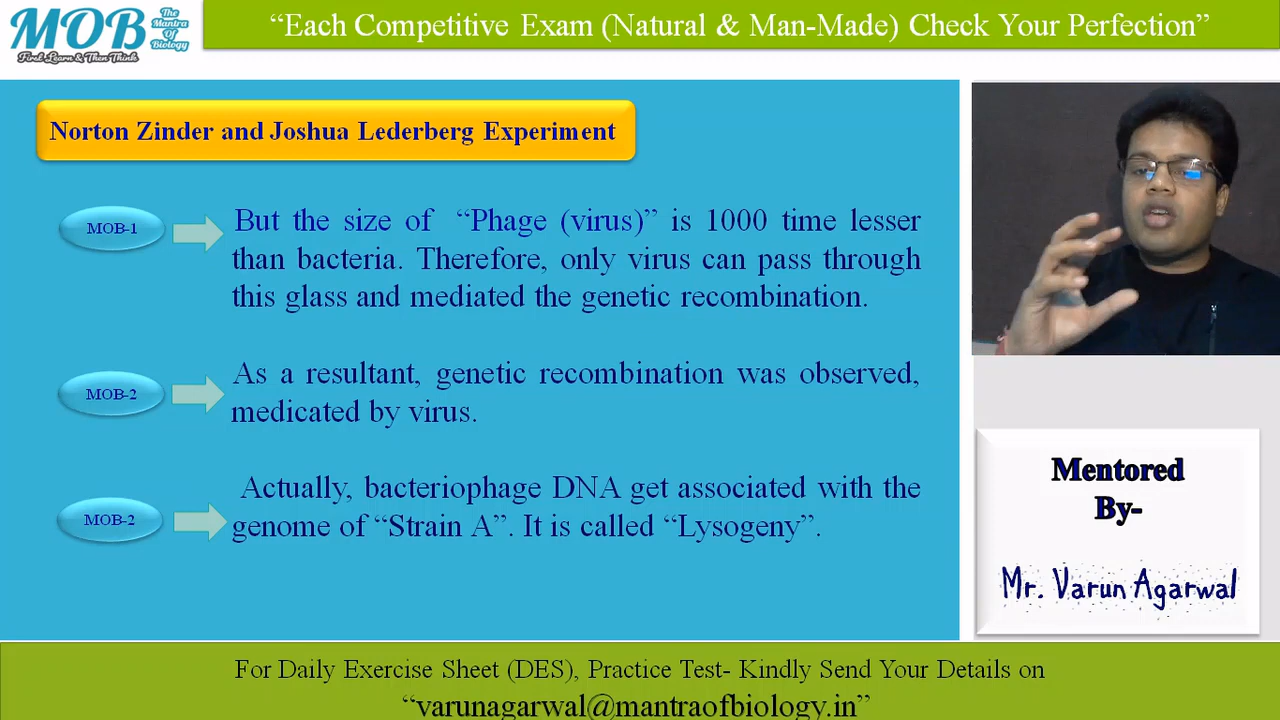 MOB The Mantra Of Biology
First Learn & Then Think
“Each Competitive Exam (Natural & Man-Made) Check Your Perfection”
Norton Zinder and Joshua Lederberg Experiment
MOB-1
But the size of “Phage (virus)” is 1000 time lesser
than bacteria. Therefore, only virus can pass through
this glass and mediated the genetic recombination.
MOB-2
As a resultant, genetic recombination was observed,
medicated by virus.
MOB-2
Actually, bacteriophage DNA get associated with the
genome of “Strain A”. It is called “Lysogeny”.
Mentored
By-
Mr. Varun Agarwal
For Daily Exercise Sheet (DES), Practice Test- Kindly Send Your Details on
“varunagarwal@mantraofbiology.in”